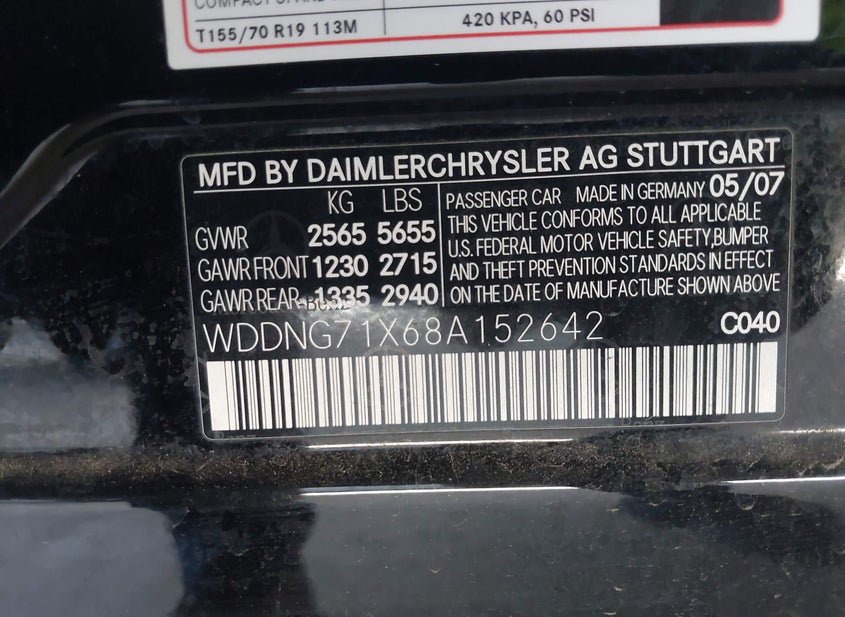 T155/70 R19 113M 420 KPA, 60 PSI
MFD BY DAIMLERCHRYSLER AG STUTTGART
KG LBS
GVWR 2565 5655
GAWR FRONT 1230 2715
GAWR REAR 1335 2940
PASSENGER CAR MADE IN GERMANY 05/07
THIS VEHICLE CONFORMS TO ALL APPLICABLE
U.S. FEDERAL MOTOR VEHICLE SAFETY,BUMPER
AND THEFT PREVENTION STANDARDS IN EFFECT
ON THE DATE OF MANUFACTURE SHOWN ABOVE
WDDNG71X68A152642 C040